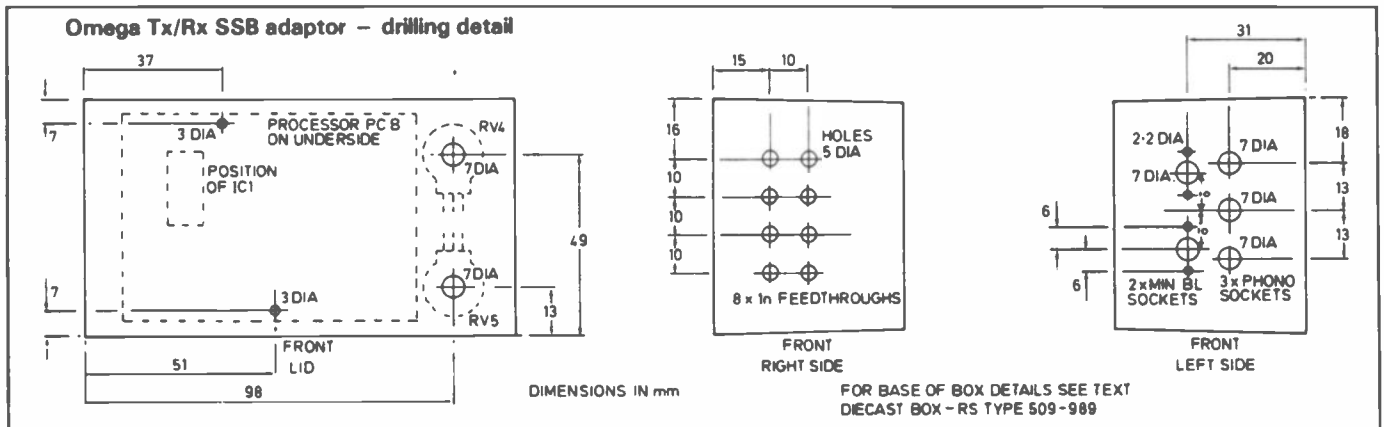 Omega Tx/Rx SSB adaptor – drilling detail
37
7
3 DIA
PROCESSOR PC B
ON UNDERSIDE
RV4
7 DIA
POSITION
OF IC1
49
7
3 DIA
7 DIA
RV5
13
51
98
FRONT
LID
DIMENSIONS IN mm
15
10
16
10
10
10
HOLES
5 DIA
8 x 1n FEEDTHROUGHS
FRONT
RIGHT SIDE
31
20
18
13
13
2·2 DIA
7 DIA.
7 DIA
7 DIA
7 DIA
6
6
2 x MIN BL
SOCKETS
3 x PHONO
SOCKETS
FRONT
LEFT SIDE
FOR BASE OF BOX DETAILS SEE TEXT
DIECAST BOX – RS TYPE 509-989